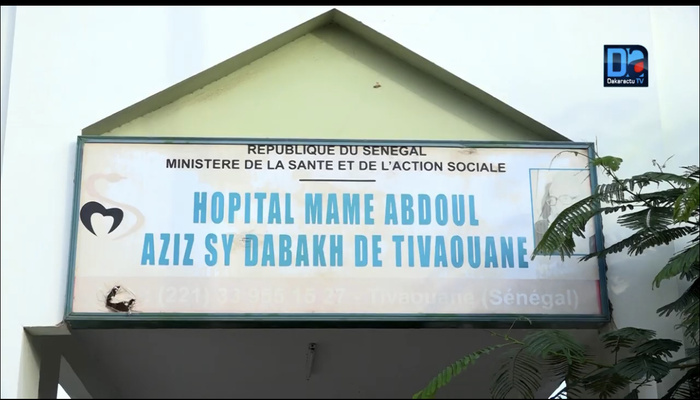 Dakaractu TV
REPUBLIQUE DU SENEGAL
MINISTERE DE LA SANTE ET DE L'ACTION SOCIALE
HOPITAL MAME ABDOUL
AZIZ SY DABAKH DE TIVAOUANE
(221) 33 955 15 27 - Tivaouane (Sénégal)